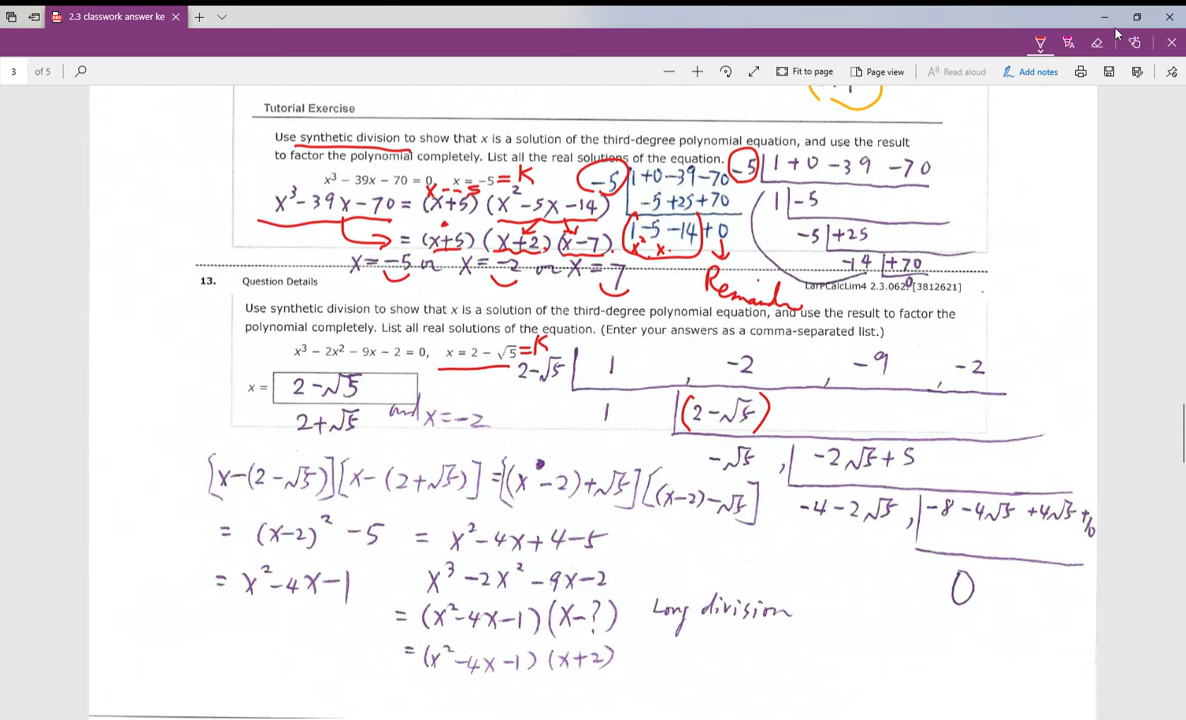 2.3 classwork answer ke
3 of 5
Fit to page
Page view
Read aloud
Add notes
Tutorial Exercise
Use synthetic division to show that x is a solution of the third-degree polynomial equation, and use the result
to factor the polynomial completely. List all the real solutions of the equation.
x³ − 39x − 70 = 0, x = −5 = K
x³ − 39x − 70 = (x+5)(x² − 5x − 14)
x - - 5
−5 | 1 + 0 − 39 − 70
−5 + 25 + 70
1 − 5 − 14 + 0
x² x
−5 | 1 + 0 − 39 − 70
1 | −5
−5 | +25
−14 | +70
0
= (x+5)(x+2)(x−7).
x = −5 or x = −2 or x = 7
Remainder
13. Question Details
LarPCalcLim4 2.3.062. [3812621]
Use synthetic division to show that x is a solution of the third-degree polynomial equation, and use the result to factor the
polynomial completely. List all real solutions of the equation. (Enter your answers as a comma-separated list.)
x³ − 2x² − 9x − 2 = 0, x = 2 − √5 = K
2−√5 | 1 , −2 , −9 , −2
x = 2−√5
2+√5 and x = −2
1 | (2−√5)
−√5 , | −2√5 + 5
−4−2√5 , | −8 −4√5 +4√5 +10
0
[x−(2−√5)][x−(2+√5)] = [(x−2)+√5][(x−2)−√5]
= (x−2)² − 5 = x² − 4x + 4 − 5
= x² − 4x − 1
x³ − 2x² − 9x − 2
= (x² − 4x − 1)(x − ?) Long division
= (x² − 4x − 1)(x + 2)